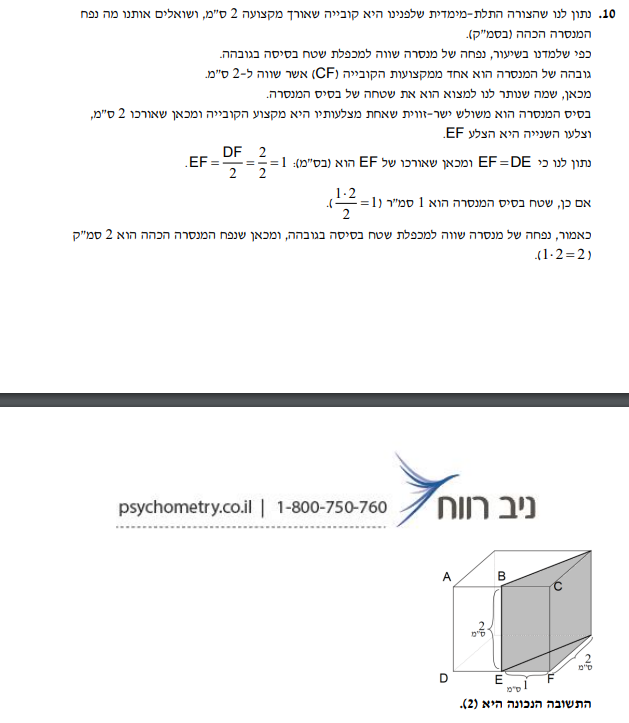 10. נתון לנו שהצורה התלת-מימדית שלפנינו היא קובייה שאורך מקצועה 2 ס"מ, ושואלים אותנו מה נפח
המנסרה הכהה (בסמ"ק).
כפי שלמדנו בשיעור, נפחה של מנסרה שווה למכפלת שטח בסיסה בגובהה.
גובהה של המנסרה הוא אחד ממקצועות הקובייה (CF) אשר שווה ל-2 ס"מ.
מכאן, שמה שנותר לנו למצוא הוא את שטחה של בסיס המנסרה.
בסיס המנסרה הוא משולש ישר-זווית שאחת מצלעותיו היא מקצוע הקובייה ומכאן שאורכו 2 ס"מ,
וצלעו השנייה היא הצלע EF.
נתון לנו כי EF = DE ומכאן שאורכו של EF הוא (בס"מ): EF = DF/2 = 2/2 = 1.
אם כן, שטח בסיס המנסרה הוא 1 סמ"ר (1·2/2 = 1).
כאמור, נפחה של מנסרה שווה למכפלת שטח בסיסה בגובהה, ומכאן שנפח המנסרה הכהה הוא 2 סמ"ק
(1·2 = 2).
psychometry.co.il | 1-800-750-760
ניב רווח
A B C
2 ס"מ
2 ס"מ
D E F
1 ס"מ
התשובה הנכונה היא (2).